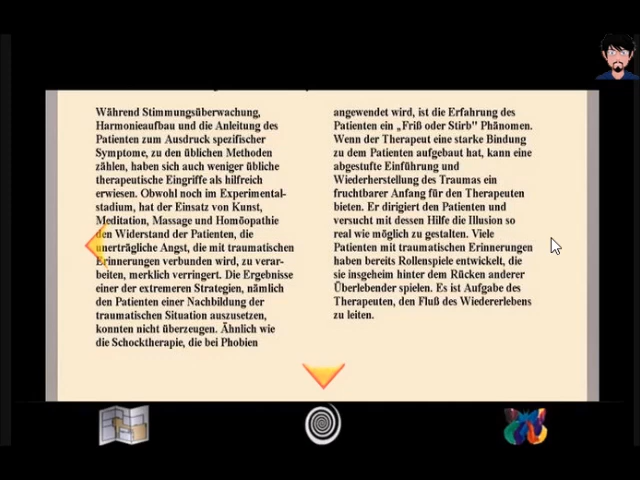 Während Stimmungsüberwachung,
Harmonieaufbau und die Anleitung des
Patienten zum Ausdruck spezifischer
Symptome, zu den üblichen Methoden
zählen, haben sich auch weniger übliche
therapeutische Eingriffe als hilfreich
erwiesen. Obwohl noch im Experimental-
stadium, hat der Einsatz von Kunst,
Meditation, Massage und Homöopathie
den Widerstand der Patienten, die
unerträgliche Angst, die mit traumatischen
Erinnerungen verbunden wird, zu verar-
beiten, merklich verringert. Die Ergebnisse
einer der extremeren Strategien, nämlich
den Patienten einer Nachbildung der
traumatischen Situation auszusetzen,
konnten nicht überzeugen. Ähnlich wie
die Schocktherapie, die bei Phobien
angewendet wird, ist die Erfahrung des
Patienten ein „Friß oder Stirb" Phänomen.
Wenn der Therapeut eine starke Bindung
zu dem Patienten aufgebaut hat, kann eine
abgestufte Einführung und
Wiederherstellung des Traumas ein
fruchtbarer Anfang für den Therapeuten
bieten. Er dirigiert den Patienten und
versucht mit dessen Hilfe die Illusion so
real wie möglich zu gestalten. Viele
Patienten mit traumatischen Erinnerungen
haben bereits Rollenspiele entwickelt, die
sie insgeheim hinter dem Rücken anderer
Überlebender spielen. Es ist Aufgabe des
Therapeuten, den Fluß des Wiedererlebens
zu leiten.